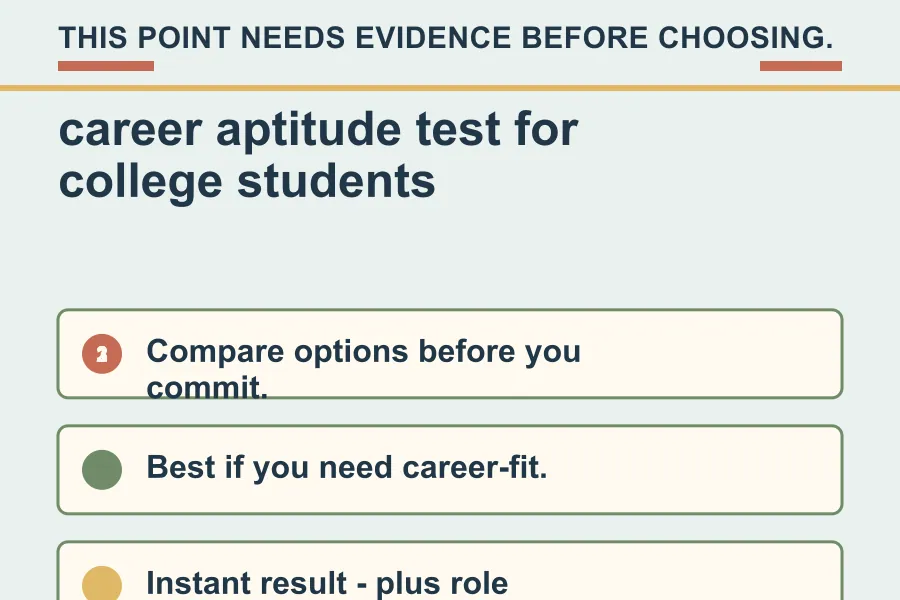 THIS POINT NEEDS EVIDENCE BEFORE CHOOSING.
career aptitude test for
college students
Compare options before you
commit.
Best if you need career-fit.
Instant result - plus role